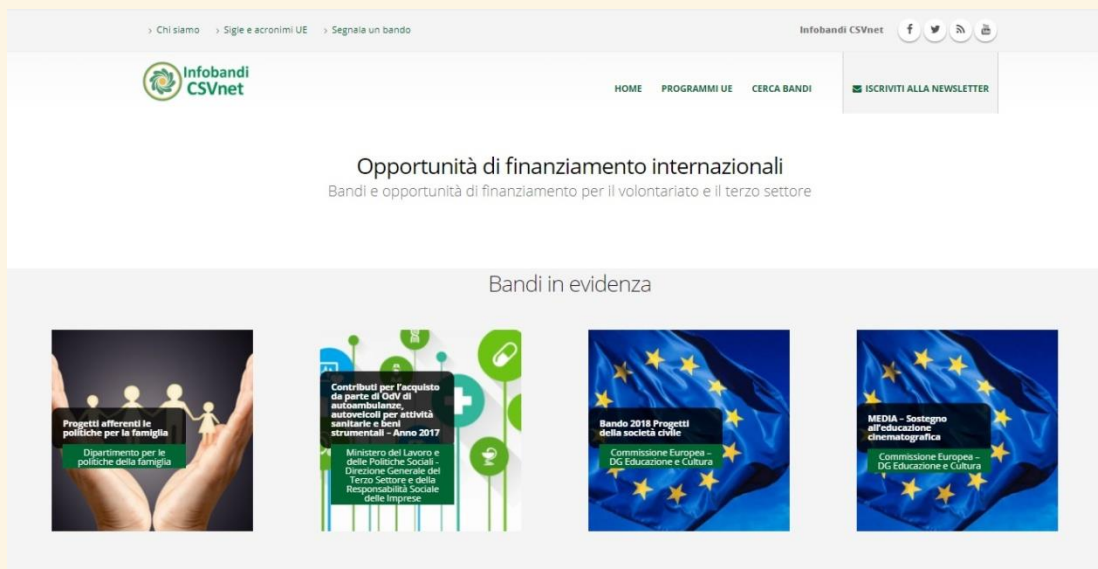 › Chi siamo › Sigle e acronimi UE › Segnala un bando
Infobandi CSVnet
Infobandi
CSVnet
HOME PROGRAMMI UE CERCA BANDI ISCRIVITI ALLA NEWSLETTER
Opportunità di finanziamento internazionali
Bandi e opportunità di finanziamento per il volontariato e il terzo settore
Bandi in evidenza
Progetti afferenti le
politiche per la famiglia
Dipartimento per le
politiche della famiglia
Contributi per l'acquisto
da parte di OdV di
autoambulanze,
autoveicoli per attività
sanitarie e beni
strumentali – Anno 2017
Ministero del Lavoro e
delle Politiche Sociali -
Direzione Generale del
Terzo Settore e della
Responsabilità Sociale
delle Imprese
Bando 2018 Progetti
della società civile
Commissione Europea –
DG Educazione e Cultura
MEDIA – Sostegno
all'educazione
cinematografica
Commissione Europea –
DG Educazione e Cultura